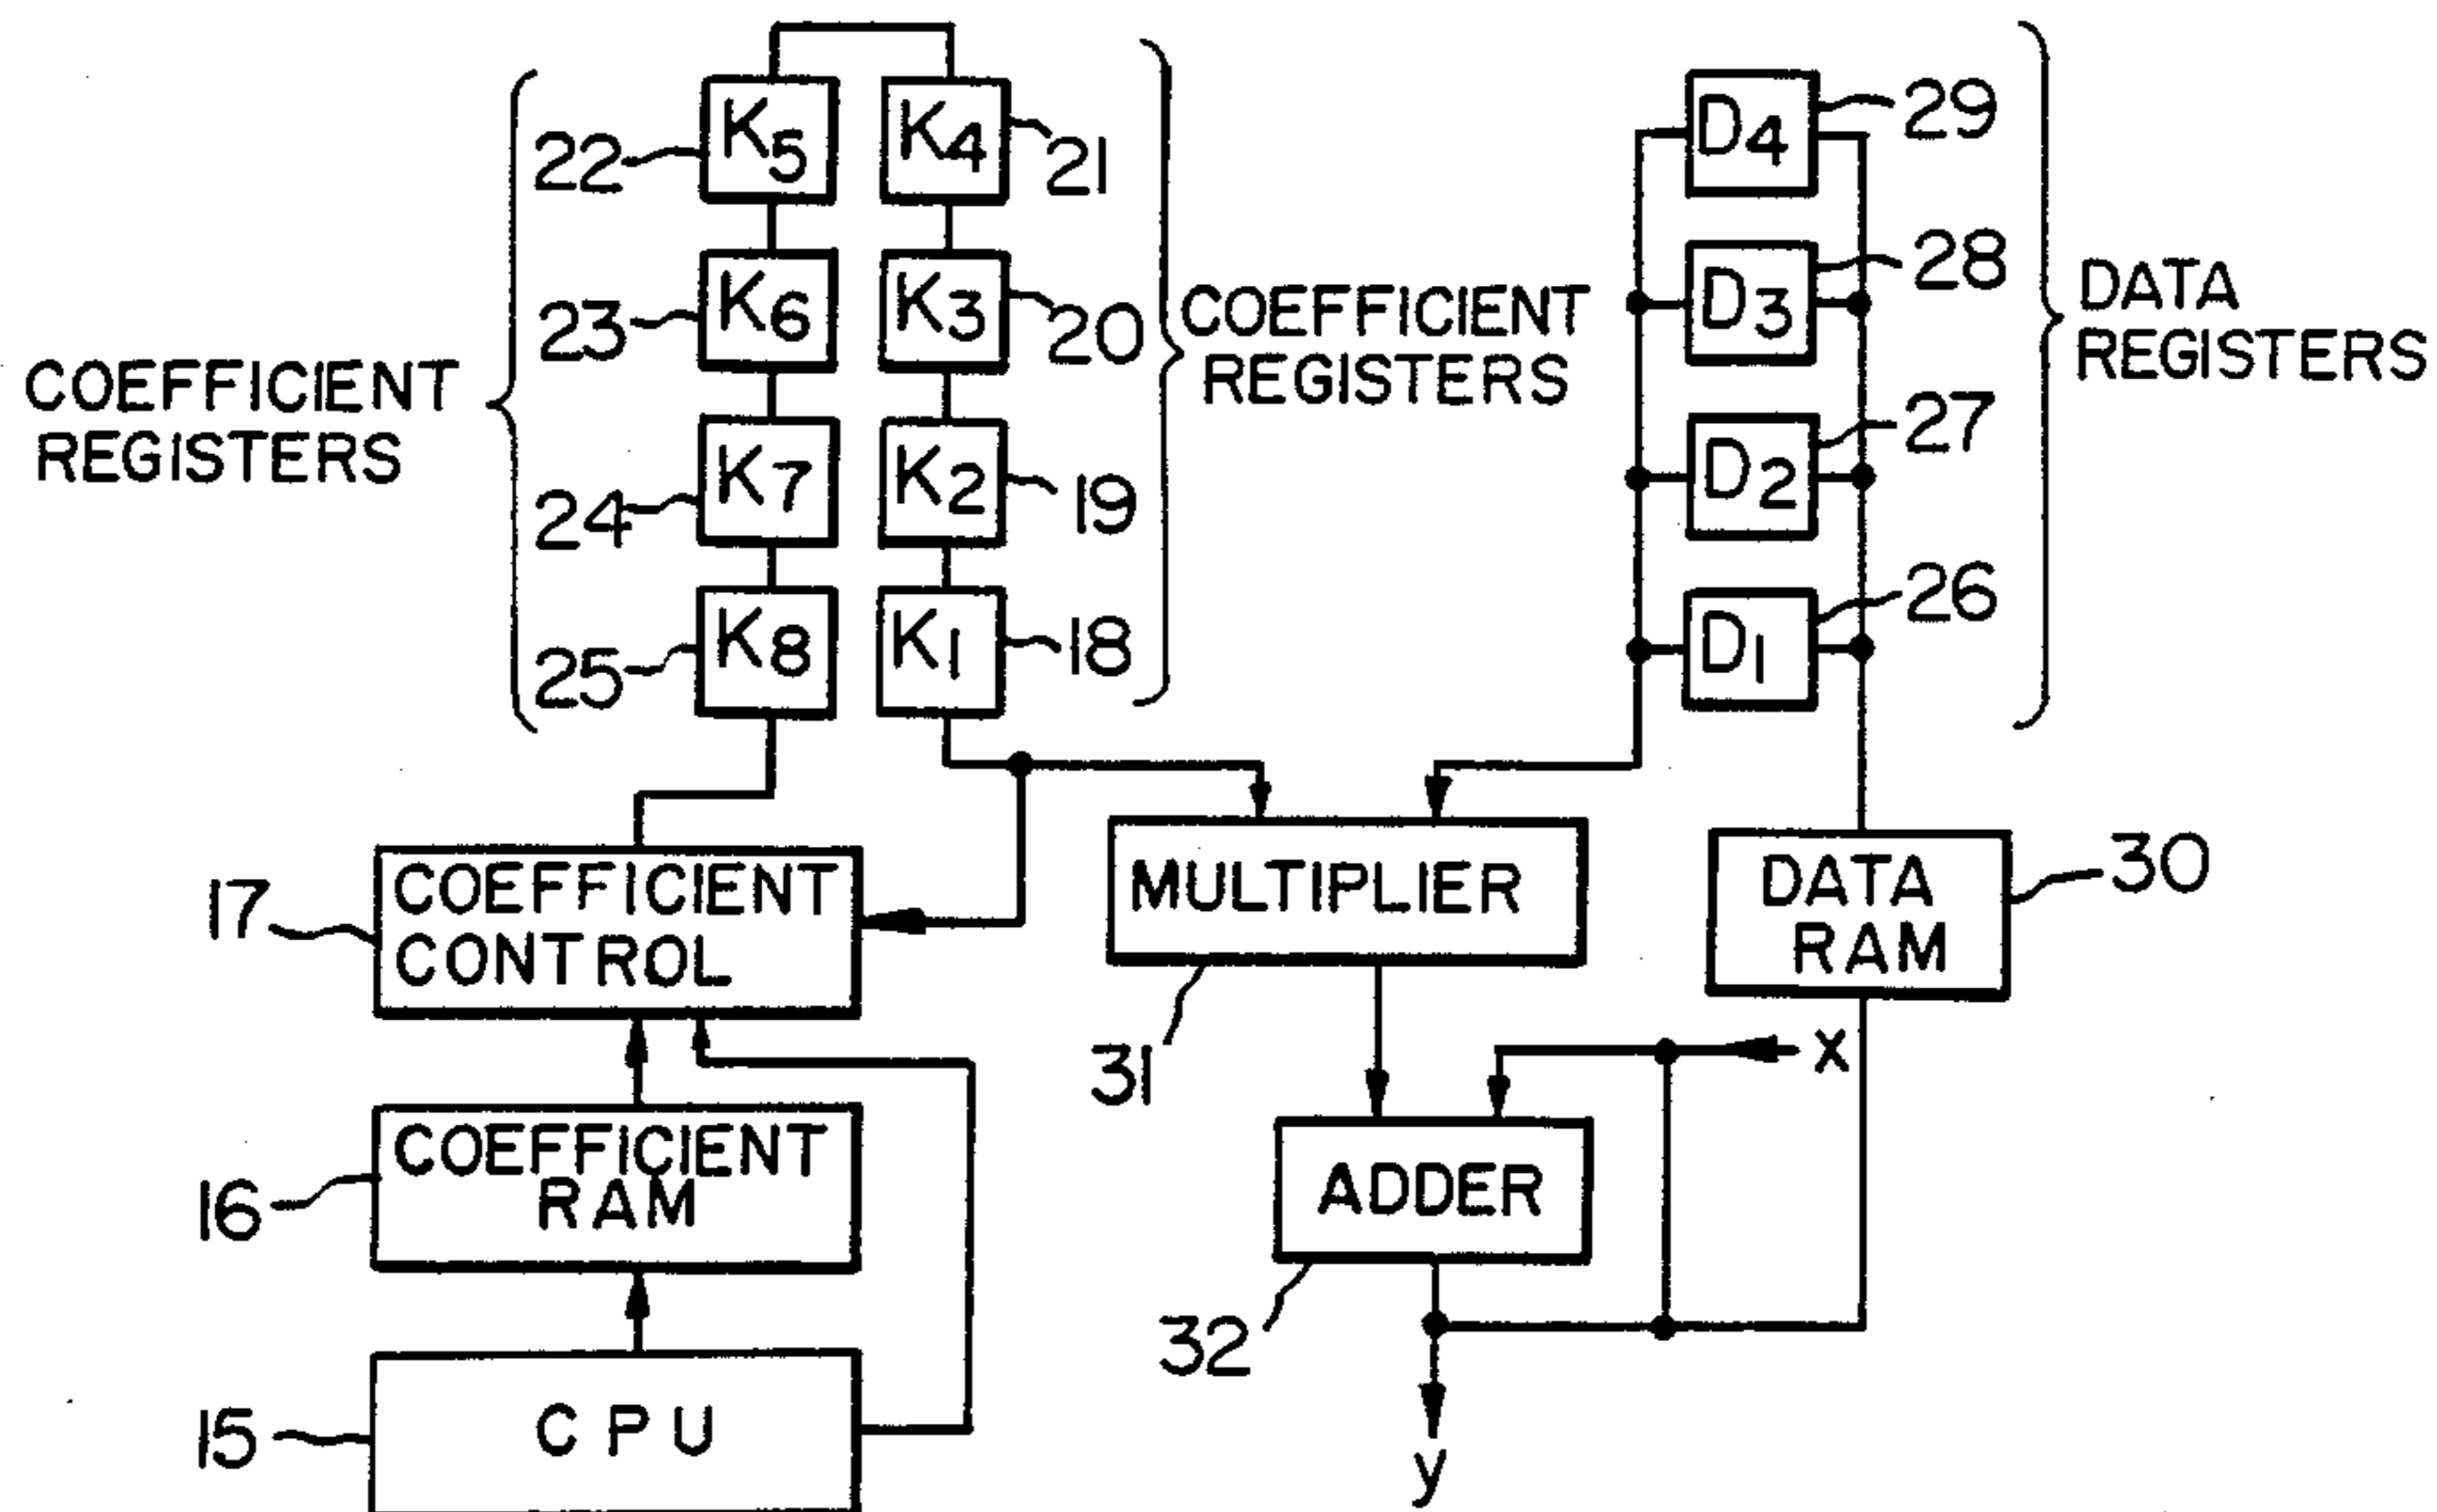 K5
K4
22
21
K6
K3
23
20
COEFFICIENT
REGISTERS
K7
K2
24
19
K8
K1
25
18
COEFFICIENT
REGISTERS
D4
29
D3
28
D2
27
D1
26
DATA
REGISTERS
17
COEFFICIENT
CONTROL
MULTIPLIER
31
DATA
RAM
30
X
16
COEFFICIENT
RAM
ADDER
32
15
CPU
y